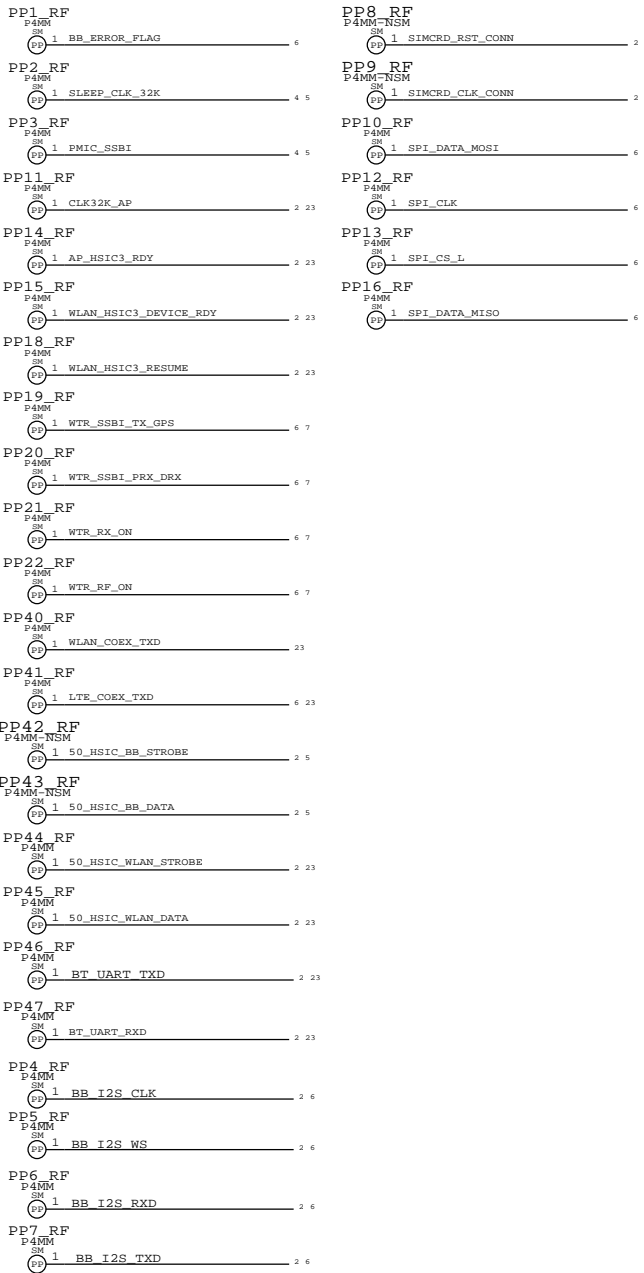 PP1_RF
P4MM
SM
PP 1 BB_ERROR_FLAG 6
PP2_RF
P4MM
SM
PP 1 SLEEP_CLK_32K 4 5
PP3_RF
P4MM
SM
PP 1 PMIC_SSBI 4 5
PP11_RF
P4MM
SM
PP 1 CLK32K_AP 2 23
PP14_RF
P4MM
SM
PP 1 AP_HSIC3_RDY 2 23
PP15_RF
P4MM
SM
PP 1 WLAN_HSIC3_DEVICE_RDY 2 23
PP18_RF
P4MM
SM
PP 1 WLAN_HSIC3_RESUME 2 23
PP19_RF
P4MM
SM
PP 1 WTR_SSBI_TX_GPS 6 7
PP20_RF
P4MM
SM
PP 1 WTR_SSBI_PRX_DRX 6 7
PP21_RF
P4MM
SM
PP 1 WTR_RX_ON 6 7
PP22_RF
P4MM
SM
PP 1 WTR_RF_ON 6 7
PP40_RF
P4MM
SM
PP 1 WLAN_COEX_TXD 23
PP41_RF
P4MM
SM
PP 1 LTE_COEX_TXD 6 23
PP42_RF
P4MM-NSM
SM
PP 1 50_HSIC_BB_STROBE 2 5
PP43_RF
P4MM-NSM
SM
PP 1 50_HSIC_BB_DATA 2 5
PP44_RF
P4MM
SM
PP 1 50_HSIC_WLAN_STROBE 2 23
PP45_RF
P4MM
SM
PP 1 50_HSIC_WLAN_DATA 2 23
PP46_RF
P4MM
SM
PP 1 BT_UART_TXD 2 23
PP47_RF
P4MM
SM
PP 1 BT_UART_RXD 2 23
PP4_RF
P4MM
SM
PP 1 BB_I2S_CLK 2 6
PP5_RF
P4MM
SM
PP 1 BB_I2S_WS 2 6
PP6_RF
P4MM
SM
PP 1 BB_I2S_RXD 2 6
PP7_RF
P4MM
SM
PP 1 BB_I2S_TXD 2 6
PP8_RF
P4MM-NSM
SM
PP 1 SIMCRD_RST_CONN 2
PP9_RF
P4MM-NSM
SM
PP 1 SIMCRD_CLK_CONN 2
PP10_RF
P4MM
SM
PP 1 SPI_DATA_MOSI 6
PP12_RF
P4MM
SM
PP 1 SPI_CLK 6
PP13_RF
P4MM
SM
PP 1 SPI_CS_L 6
PP16_RF
P4MM
SM
PP 1 SPI_DATA_MISO 6